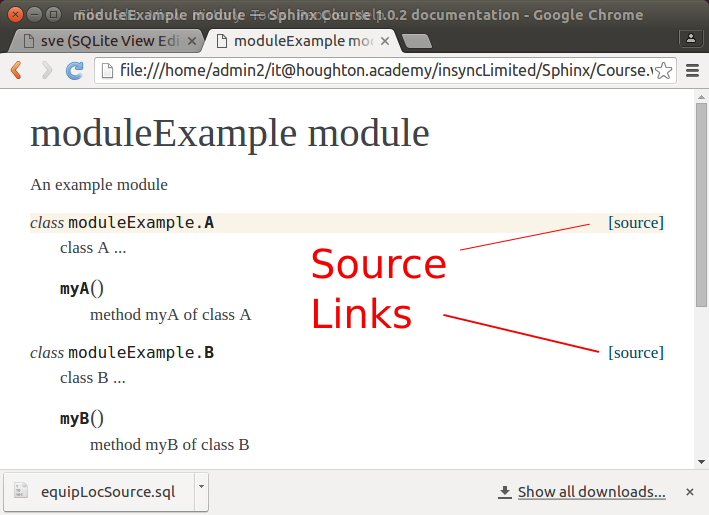 moduleExample module — Sphinx Course 1.0.2 documentation - Google Chrome
sve (SQLite View Edi
moduleExample mo
file:///home/admin2/it@houghton.academy/insyncLimited/Sphinx/Course.
moduleExample module
An example module
class moduleExample.A [source]
class A ...
Source
myA()
Links
method myA of class A
class moduleExample.B [source]
class B ...
myB()
method myB of class B
equipLocSource.sql
Show all downloads...